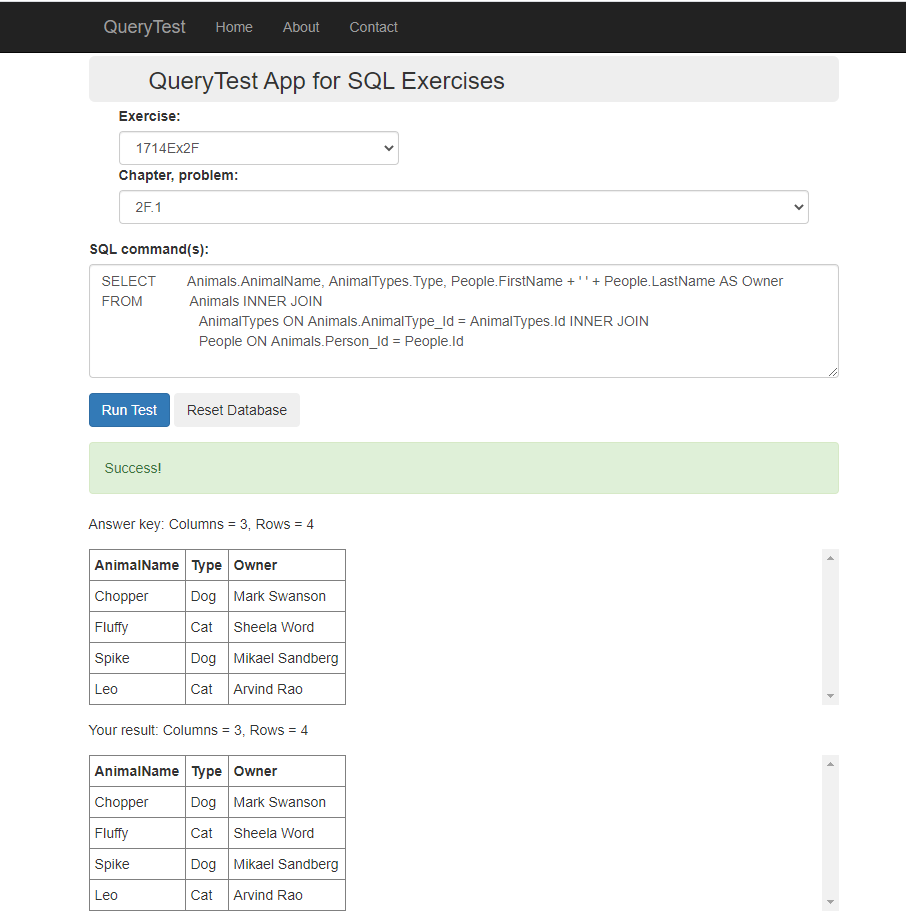 QueryTest Home About Contact
QueryTest App for SQL Exercises
Exercise:
1714Ex2F
Chapter, problem:
2F.1
SQL command(s):
SELECT Animals.AnimalName, AnimalTypes.Type, People.FirstName + ' ' + People.LastName AS Owner
FROM Animals INNER JOIN
AnimalTypes ON Animals.AnimalType_Id = AnimalTypes.Id INNER JOIN
People ON Animals.Person_Id = People.Id
Run Test Reset Database
Success!
Answer key: Columns = 3, Rows = 4
AnimalName Type Owner
Chopper Dog Mark Swanson
Fluffy Cat Sheela Word
Spike Dog Mikael Sandberg
Leo Cat Arvind Rao
Your result: Columns = 3, Rows = 4
AnimalName Type Owner
Chopper Dog Mark Swanson
Fluffy Cat Sheela Word
Spike Dog Mikael Sandberg
Leo Cat Arvind Rao